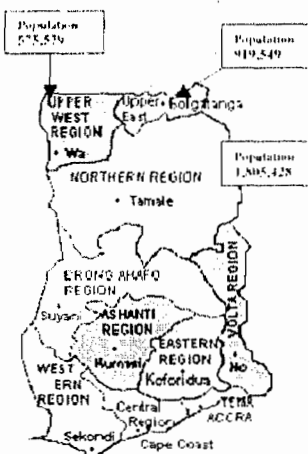 Population
575,579
Population
919,549
UPPER
WEST
REGION
Upper
East
Bolgatanga
Wa
Population
1,805,428
NORTHERN REGION
Tamale
BRONG AHAFO
REGION
VOLTA REGION
Suyani
ASHANTI
REGION
EASTERN
REGION
Kumasi
Ho
WEST
ERN
REGION
Koforidua
TEMA
ACCRA
Central
Region
Sekondi
Cape Coast